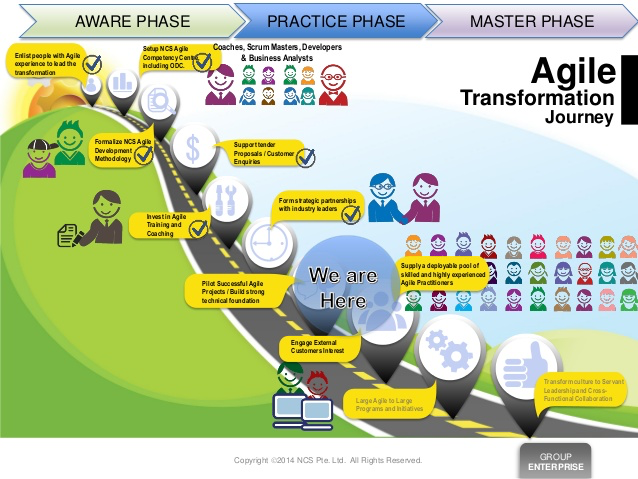 AWARE PHASE
PRACTICE PHASE
MASTER PHASE
Agile
Transformation
Journey
Enlist people with Agile
experience to lead the
transformation
Setup NCS Agile
Competency Centre,
including ODC.
Coaches, Scrum Masters, Developers
& Business Analysts
Formalize NCS Agile
Development
Methodology
$
Support tender
Proposals / Customer
Enquiries
Invest in Agile
Training and
Coaching
Form strategic partnerships
with industry leaders
Pilot Successful Agile
Projects / Build strong
technical foundation
We are
Here
Supply a deployable pool of
skilled and highly experienced
Agile Practitioners
Engage External
Customers Interest
Large Agile to Large
Programs and Initiatives
Transform culture to Servant
Leadership and Cross-
Functional Collaboration
GROUP
ENTERPRISE
Copyright ©2014 NCS Pte. Ltd. All Rights Reserved.